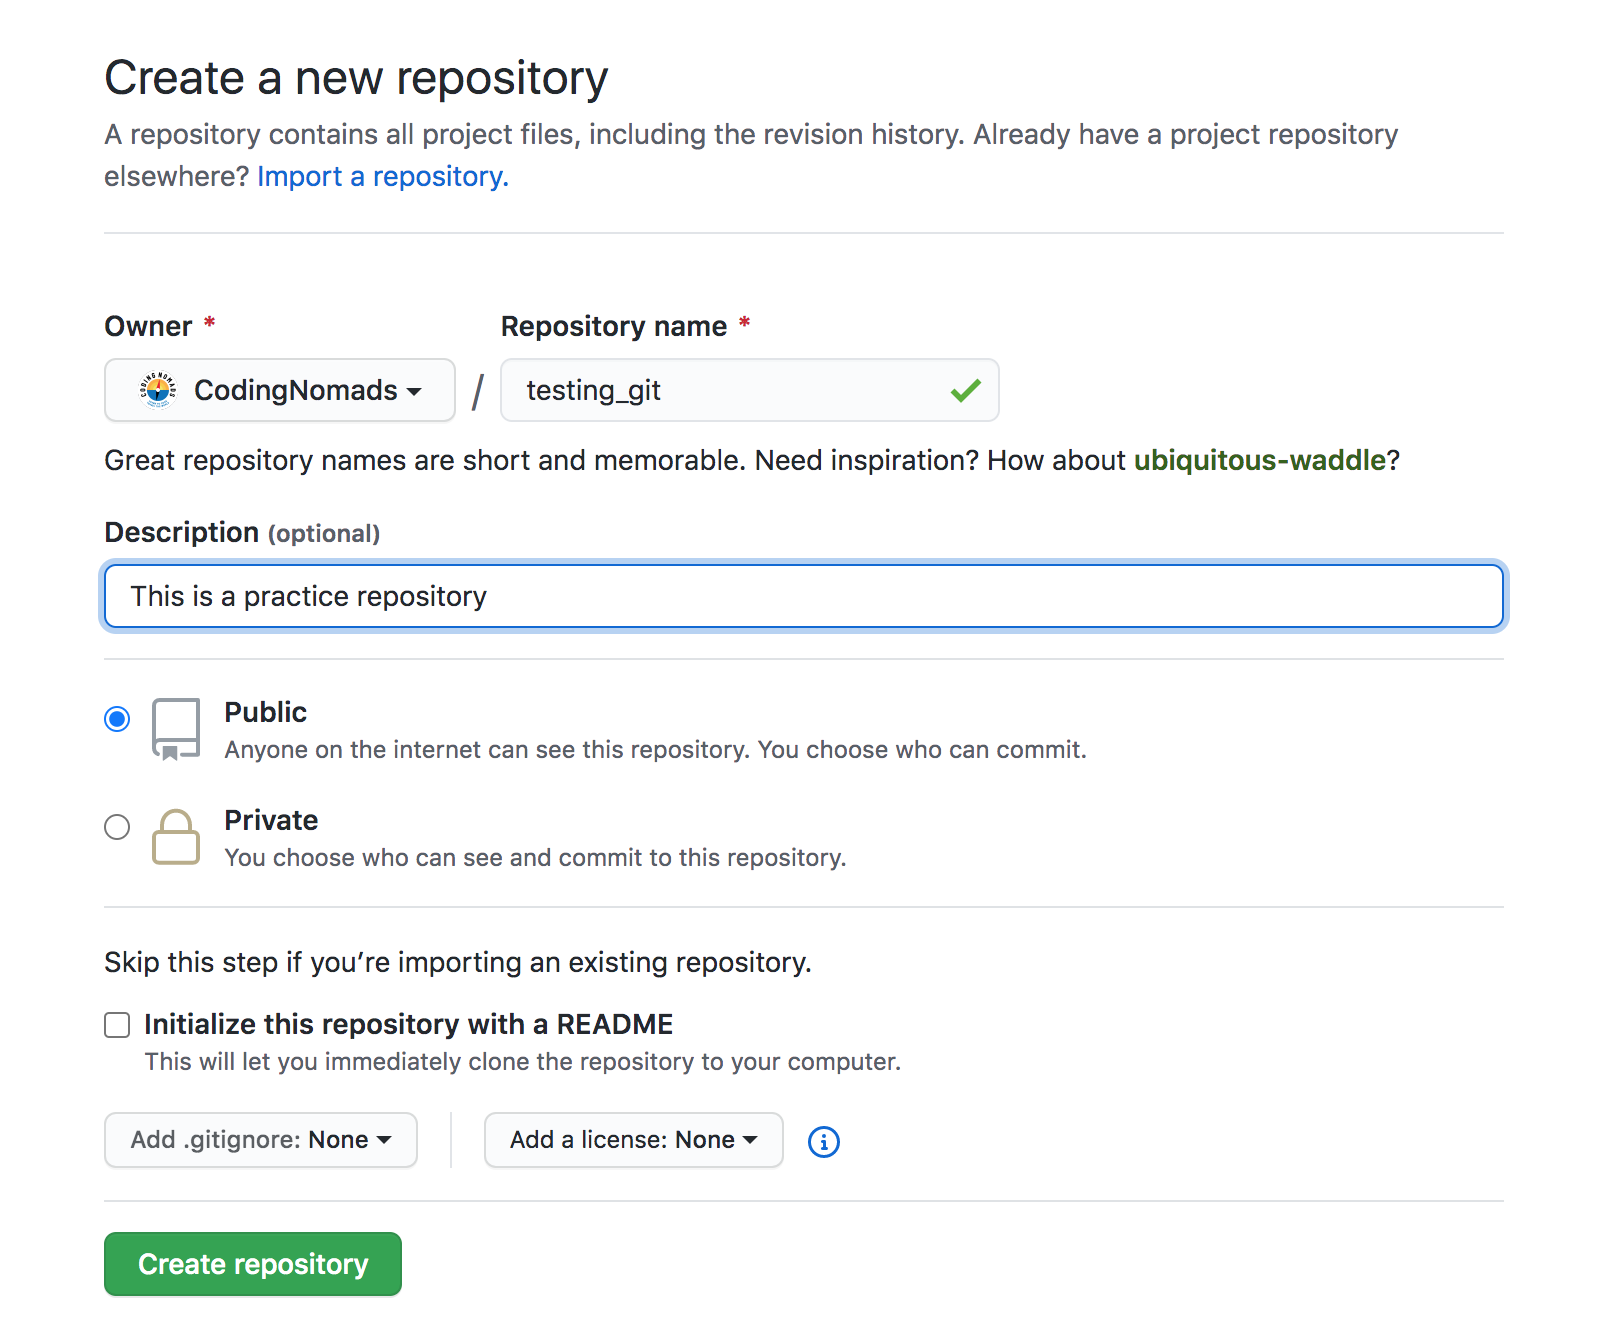 Create a new repository
A repository contains all project files, including the revision history. Already have a project repository
elsewhere? Import a repository.
Owner *
Repository name *
CODING NOMADS
CodingNomads
/
testing_git
Great repository names are short and memorable. Need inspiration? How about ubiquitous-waddle?
Description (optional)
This is a practice repository
Public
Anyone on the internet can see this repository. You choose who can commit.
Private
You choose who can see and commit to this repository.
Skip this step if you’re importing an existing repository.
Initialize this repository with a README
This will let you immediately clone the repository to your computer.
Add .gitignore: None
Add a license: None
Create repository